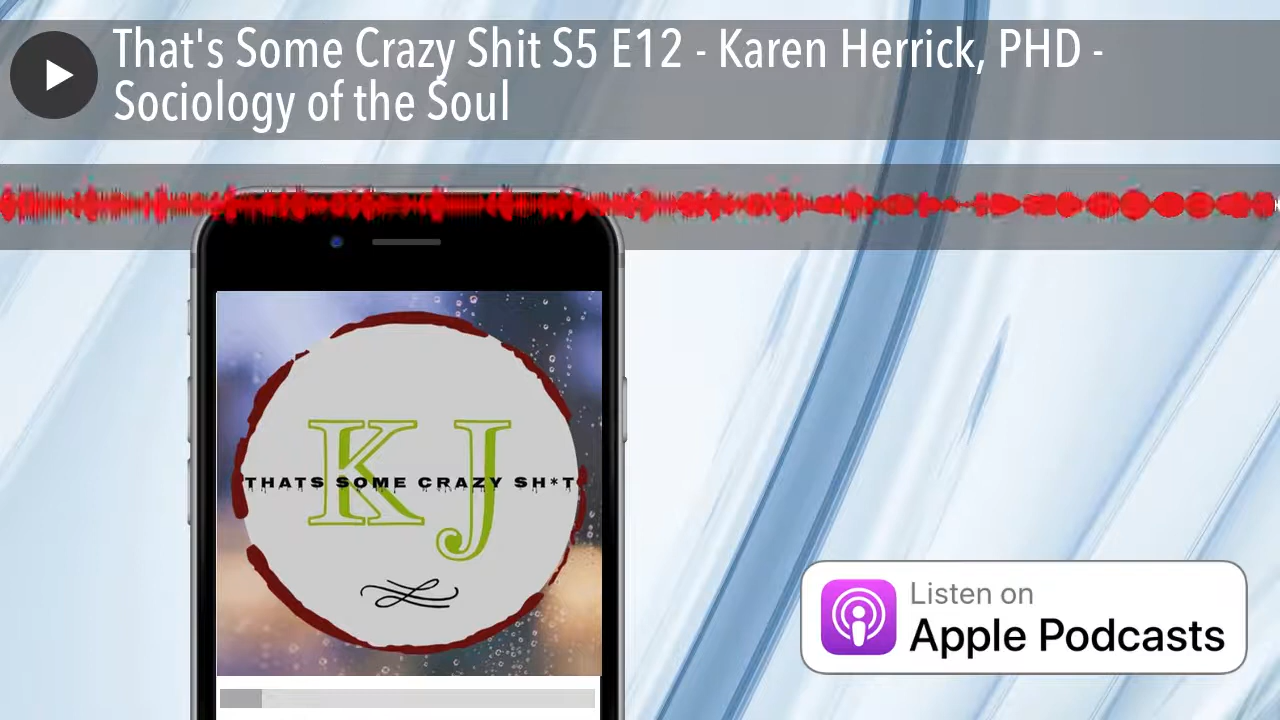 That's Some Crazy Shit S5 E12 - Karen Herrick, PHD -
Sociology of the Soul
KJ
THATS SOME CRAZY SH*T
Listen on
Apple Podcasts